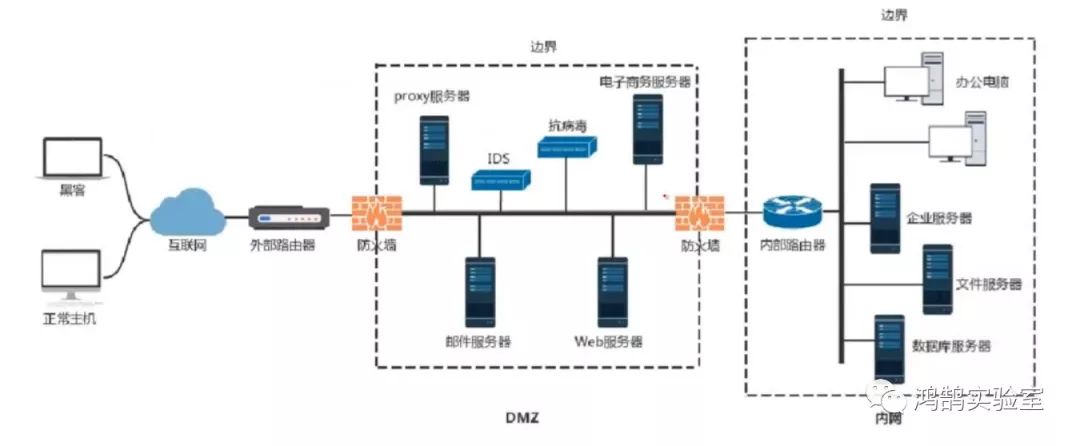 边界
边界
proxy服务器
电子商务服务器
办公电脑
抗病毒
IDS
黑客
互联网
外部路由器
防火墙
防火墙
内部路由器
企业服务器
文件服务器
正常主机
邮件服务器
Web服务器
数据库服务器
鸿鹄实验室
DMZ
内网